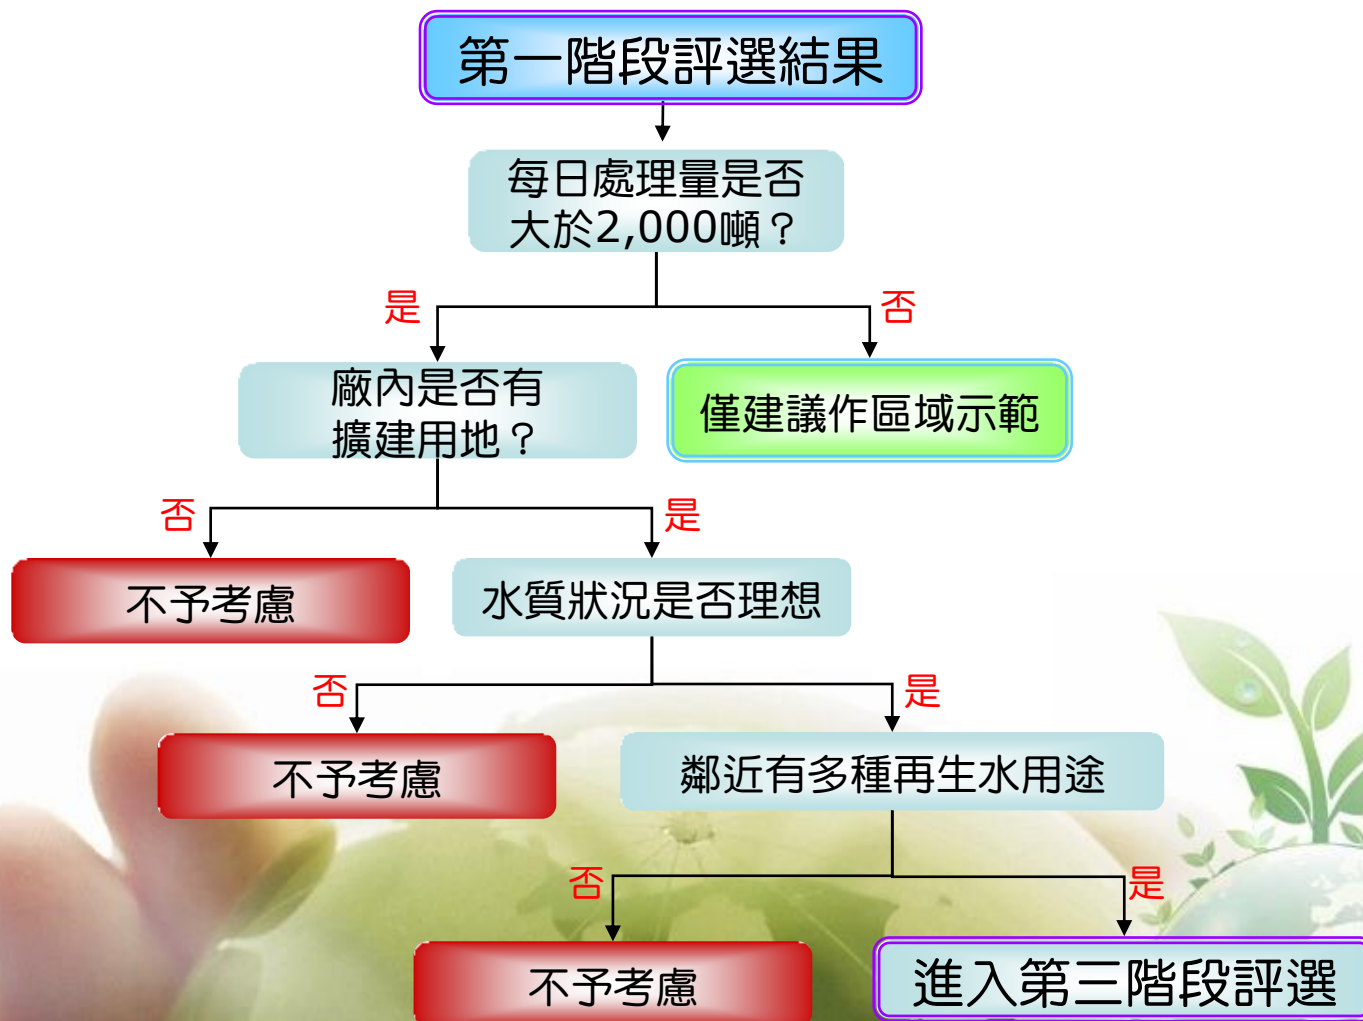 第一階段評選結果
每日處理量是否
大於2,000噸？
是
否
廠內是否有
擴建用地？
僅建議作區域示範
否
是
不予考慮
水質狀況是否理想
否
是
不予考慮
鄰近有多種再生水用途
否
是
不予考慮
進入第三階段評選